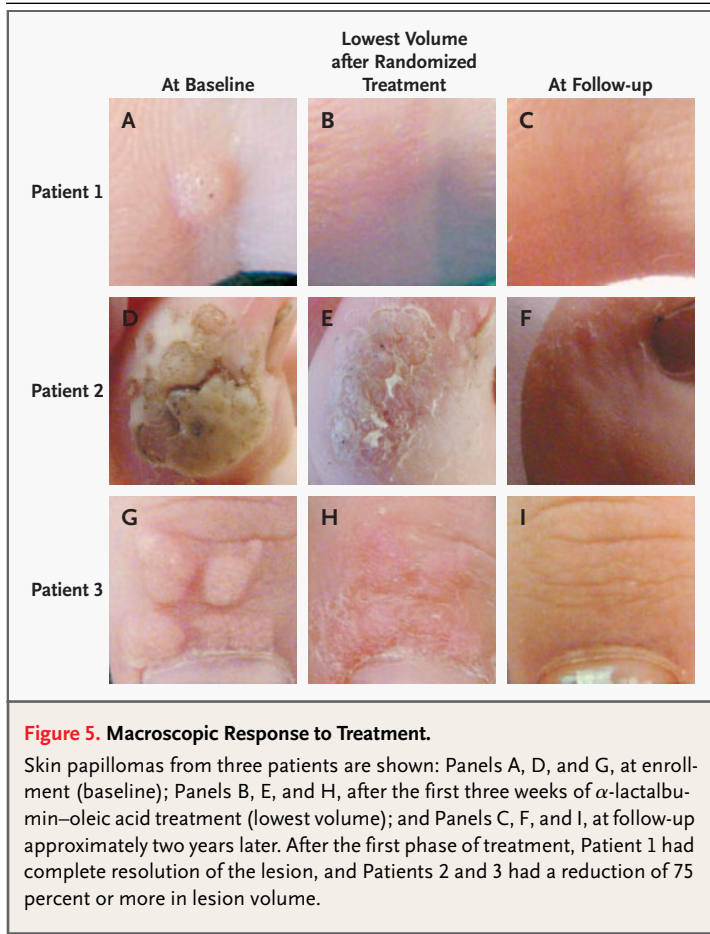 Lowest Volume
after Randomized
At Baseline Treatment At Follow-up
A B C
Patient 1
D E F
Patient 2
G H I
Patient 3
Figure 5. Macroscopic Response to Treatment.
Skin papillomas from three patients are shown: Panels A, D, and G, at enroll-
ment (baseline); Panels B, E, and H, after the first three weeks of α-lactalbu-
min–oleic acid treatment (lowest volume); and Panels C, F, and I, at follow-up
approximately two years later. After the first phase of treatment, Patient 1 had
complete resolution of the lesion, and Patients 2 and 3 had a reduction of 75
percent or more in lesion volume.